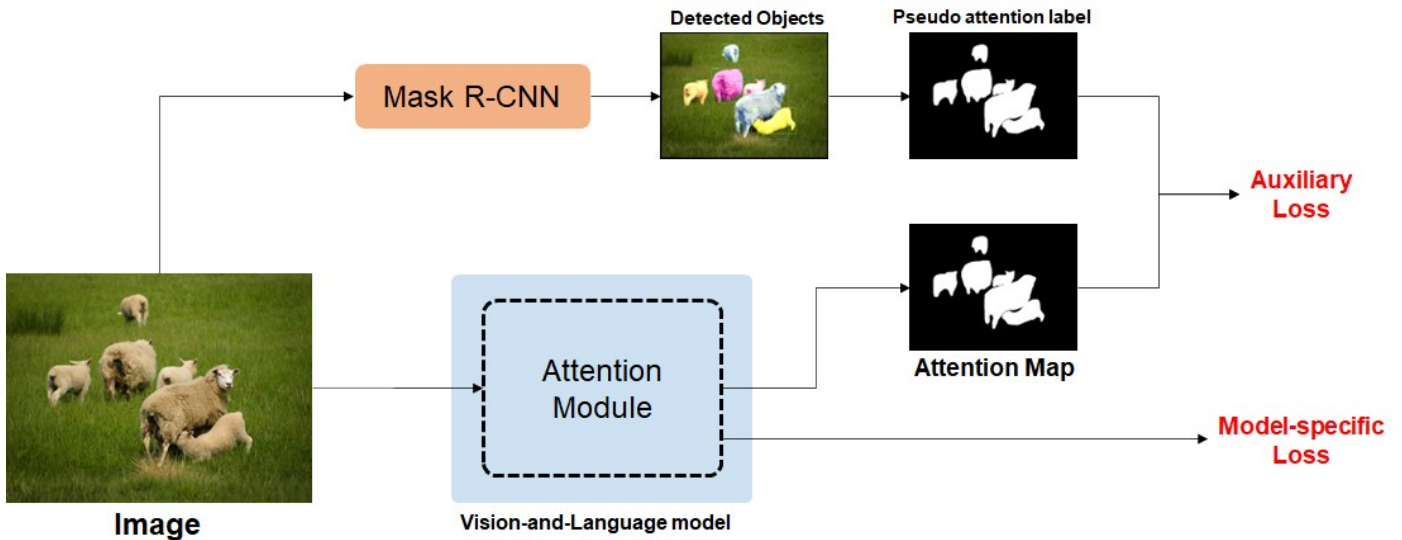 Detected Objects
Pseudo attention label
Mask R-CNN
Auxiliary
Loss
Attention
Module
Attention Map
Model-specific
Loss
Image
Vision-and-Language model